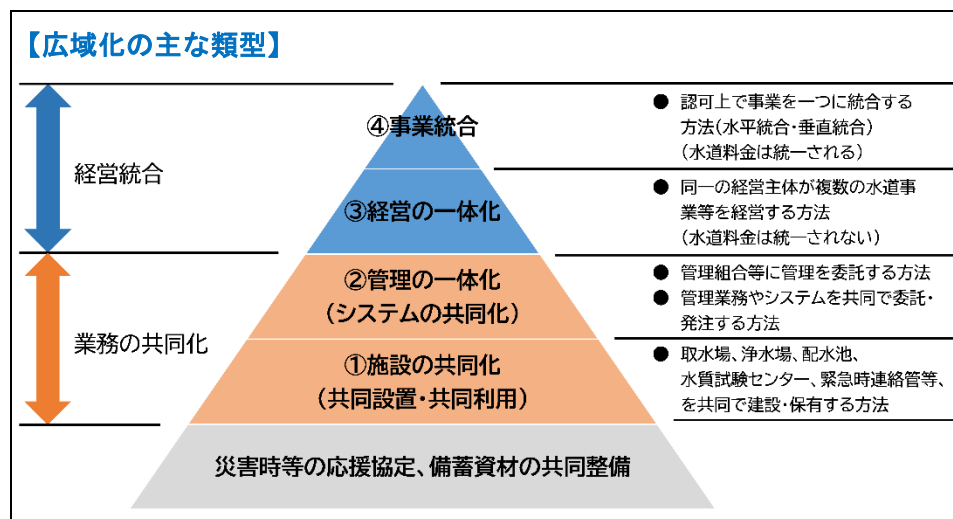 【広域化の主な類型】
経営統合
業務の共同化
④事業統合
③経営の一体化
②管理の一体化
(システムの共同化)
①施設の共同化
(共同設置・共同利用)
災害時等の応援協定、備蓄資材の共同整備
● 認可上で事業を一つに統合する
方法(水平統合・垂直統合)
(水道料金は統一される)
● 同一の経営主体が複数の水道事
業等を経営する方法
(水道料金は統一されない)
● 管理組合等に管理を委託する方法
● 管理業務やシステムを共同で委託・
発注する方法
● 取水場、浄水場、配水池、
水質試験センター、緊急時連絡管等、
を共同で建設・保有する方法